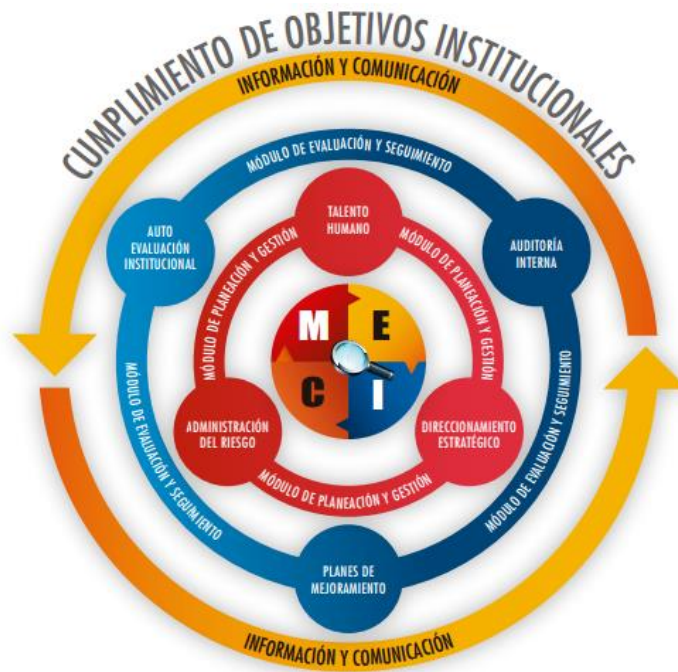 CUMPLIMIENTO DE OBJETIVOS INSTITUCIONALES
INFORMACIÓN Y COMUNICACIÓN
MÓDULO DE EVALUACIÓN Y SEGUIMIENTO
TALENTO
HUMANO
AUTO
EVALUACIÓN
INSTITUCIONAL
AUDITORÍA
INTERNA
MÓDULO DE PLANEACIÓN Y GESTIÓN
MÓDULO DE PLANEACIÓN Y GESTIÓN
M E
C I
MÓDULO DE EVALUACIÓN Y SEGUIMIENTO
MÓDULO DE EVALUACIÓN Y SEGUIMIENTO
ADMINISTRACIÓN
DEL RIESGO
DIRECCIONAMIENTO
ESTRATÉGICO
MÓDULO DE PLANEACIÓN Y GESTIÓN
PLANES DE
MEJORAMIENTO
INFORMACIÓN Y COMUNICACIÓN